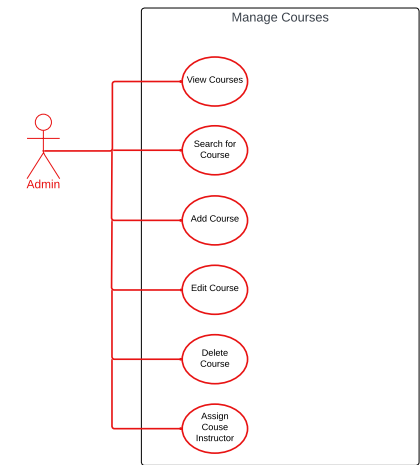 Manage Courses
View Courses
Search for
Course
Admin
Add Course
Edit Course
Delete
Course
Assign
Couse
Instructor